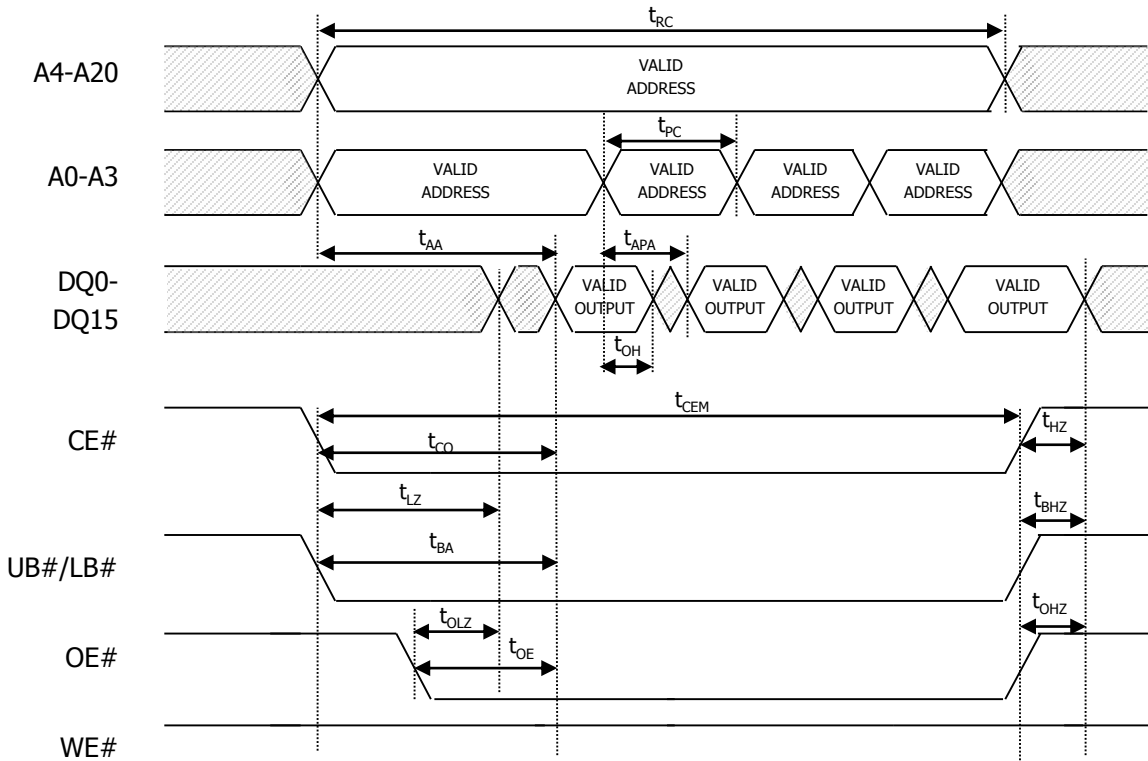 tRC
A4-A20
VALID
ADDRESS
tPC
A0-A3
VALID
ADDRESS
VALID
ADDRESS
VALID
ADDRESS
VALID
ADDRESS
tAA
tAPA
DQ0-
DQ15
VALID
OUTPUT
VALID
OUTPUT
VALID
OUTPUT
VALID
OUTPUT
tOH
tCEM
CE#
tCO
tHZ
tLZ
tBHZ
UB#/LB#
tBA
tOLZ
tOHZ
OE#
tOE
WE#